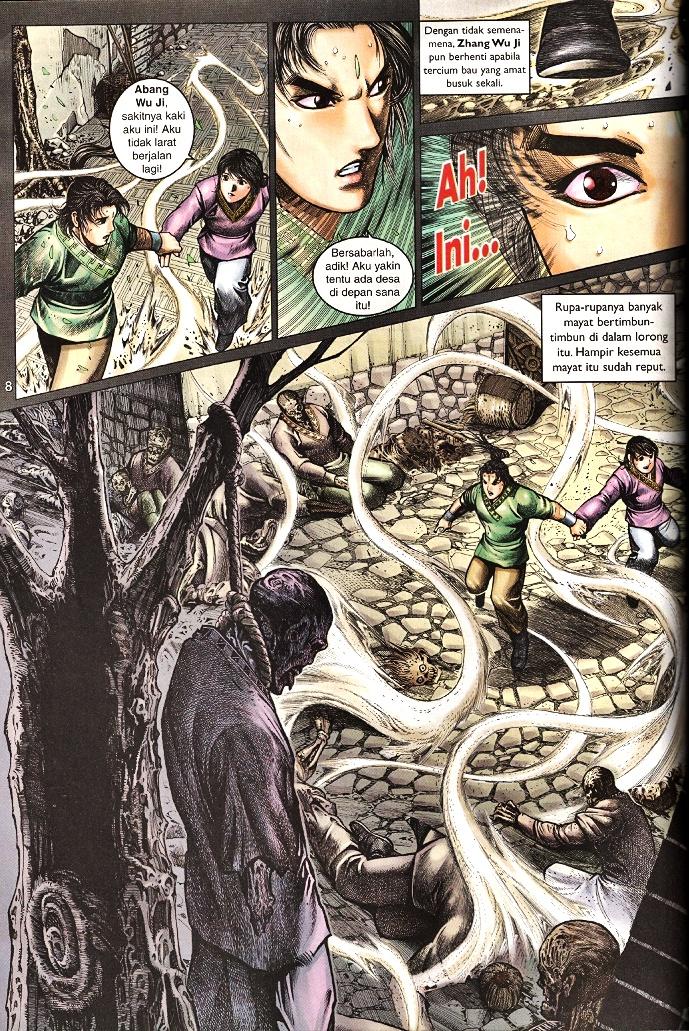 Abang
Wu Ji,
sakitnya kaki
aku ini! Aku
tidak larat
berjalan
lagi!
Bersabarlah,
adik! Aku yakin
tentu ada desa
di depan sana
itu!
Dengan tidak semena-
mena, Zhang Wu Ji
pun berhenti apabila
tercium bau yang amat
busuk sekali.
Ah!
Ini...
Rupa-rupanya banyak
mayat bertimbun-
timbun di dalam lorong
itu. Hampir kesemua
mayat itu sudah reput.
8